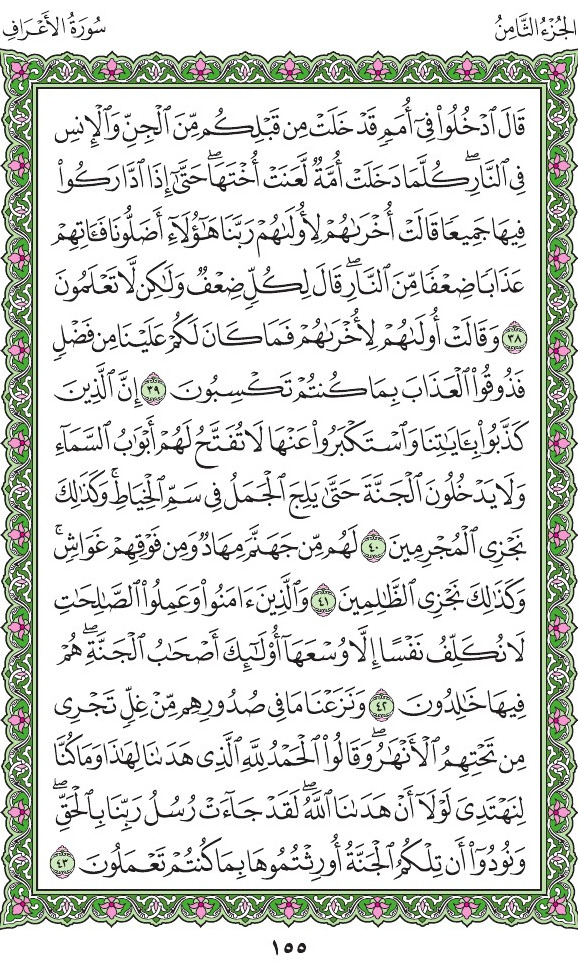 الجُزْءُ الثَّامِنُ
سُورَةُ الأَعْرَافِ
قَالَ ٱدْخُلُوا۟ فِىٓ أُمَمٍ قَدْ خَلَتْ مِن قَبْلِكُم مِّنَ ٱلْجِنِّ وَٱلْإِنسِ
فِى ٱلنَّارِ ۖ كُلَّمَا دَخَلَتْ أُمَّةٌ لَّعَنَتْ أُخْتَهَا ۖ حَتَّىٰٓ إِذَا ٱدَّارَكُوا۟
فِيهَا جَمِيعًا قَالَتْ أُخْرَىٰهُمْ لِأُولَىٰهُمْ رَبَّنَا هَـٰٓؤُلَآءِ أَضَلُّونَا فَـَٔاتِهِمْ
عَذَابًا ضِعْفًا مِّنَ ٱلنَّارِ ۖ قَالَ لِكُلٍّ ضِعْفٌ وَلَـٰكِن لَّا تَعْلَمُونَ
٣٨ وَقَالَتْ أُولَىٰهُمْ لِأُخْرَىٰهُمْ فَمَا كَانَ لَكُمْ عَلَيْنَا مِن فَضْلٍ
فَذُوقُوا۟ ٱلْعَذَابَ بِمَا كُنتُمْ تَكْسِبُونَ ٣٩ إِنَّ ٱلَّذِينَ
كَذَّبُوا۟ بِـَٔايَـٰتِنَا وَٱسْتَكْبَرُوا۟ عَنْهَا لَا تُفَتَّحُ لَهُمْ أَبْوَٰبُ ٱلسَّمَآءِ
وَلَا يَدْخُلُونَ ٱلْجَنَّةَ حَتَّىٰ يَلِجَ ٱلْجَمَلُ فِى سَمِّ ٱلْخِيَاطِ ۚ وَكَذَٰلِكَ
نَجْزِى ٱلْمُجْرِمِينَ ٤٠ لَهُم مِّن جَهَنَّمَ مِهَادٌ وَمِن فَوْقِهِمْ غَوَاشٍ ۚ
وَكَذَٰلِكَ نَجْزِى ٱلظَّـٰلِمِينَ ٤١ وَٱلَّذِينَ ءَامَنُوا۟ وَعَمِلُوا۟ ٱلصَّـٰلِحَـٰتِ
لَا نُكَلِّفُ نَفْسًا إِلَّا وُسْعَهَآ أُو۟لَـٰٓئِكَ أَصْحَـٰبُ ٱلْجَنَّةِ ۖ هُمْ
فِيهَا خَـٰلِدُونَ ٤٢ وَنَزَعْنَا مَا فِى صُدُورِهِم مِّنْ غِلٍّ تَجْرِى
مِن تَحْتِهِمُ ٱلْأَنْهَـٰرُ ۖ وَقَالُوا۟ ٱلْحَمْدُ لِلَّهِ ٱلَّذِى هَدَىٰنَا لِهَـٰذَا وَمَا كُنَّا
لِنَهْتَدِىَ لَوْلَآ أَنْ هَدَىٰنَا ٱللَّهُ ۖ لَقَدْ جَآءَتْ رُسُلُ رَبِّنَا بِٱلْحَقِّ ۖ
وَنُودُوٓا۟ أَن تِلْكُمُ ٱلْجَنَّةُ أُورِثْتُمُوهَا بِمَا كُنتُمْ تَعْمَلُونَ ٤٣
١٥٥